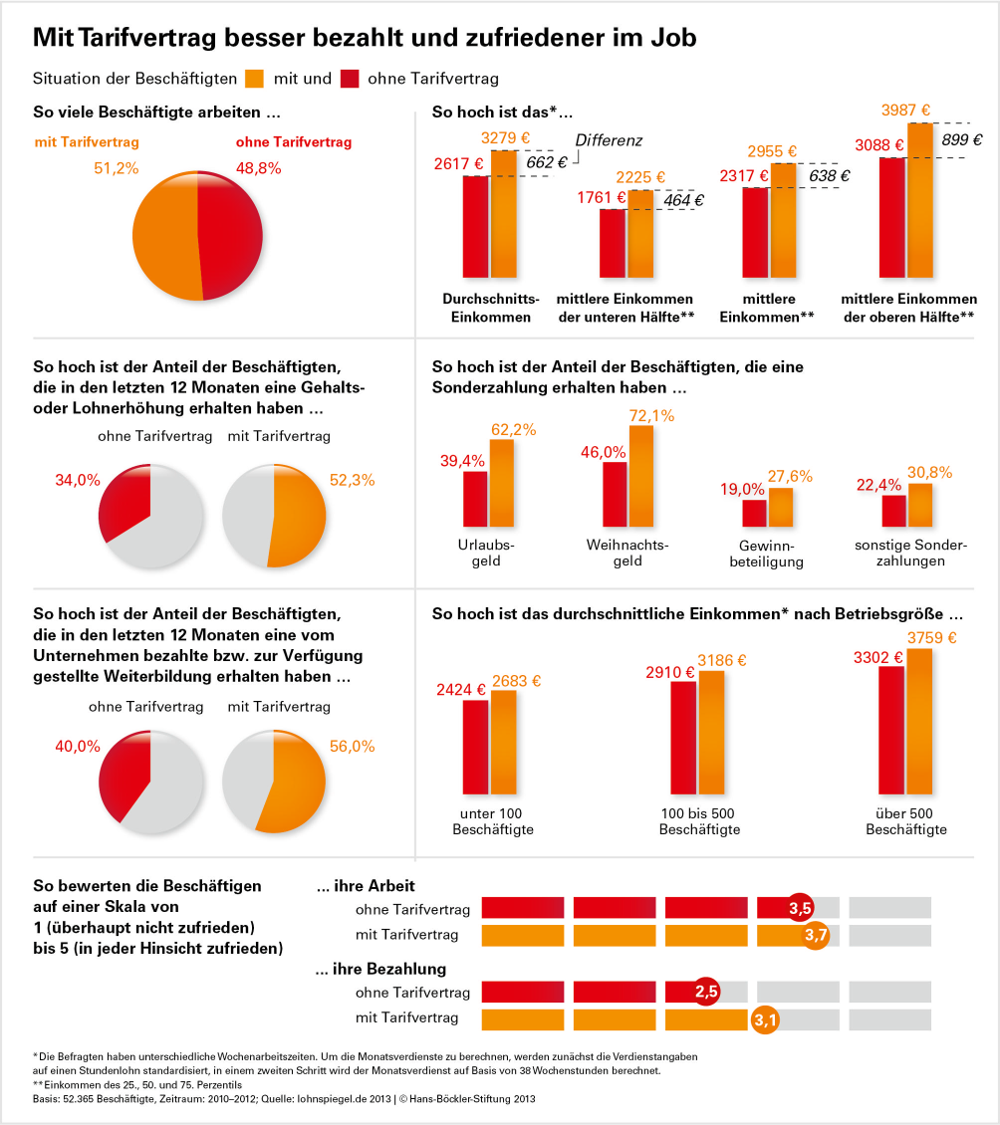 Mit Tarifvertrag besser bezahlt und zufriedener im Job
Situation der Beschäftigten mit und ohne Tarifvertrag
So viele Beschäftigte arbeiten ...
mit Tarifvertrag
51,2%
ohne Tarifvertrag
48,8%
So hoch ist das*...
2617 €
3279 €
662 €
Differenz
1761 €
2225 €
464 €
2317 €
2955 €
638 €
3088 €
3987 €
899 €
Durchschnitts-
Einkommen
mittlere Einkommen
der unteren Hälfte**
mittlere
Einkommen**
mittlere Einkommen
der oberen Hälfte**
So hoch ist der Anteil der Beschäftigten,
die in den letzten 12 Monaten eine Gehalts-
oder Lohnerhöhung erhalten haben ...
ohne Tarifvertrag
mit Tarifvertrag
34,0%
52,3%
So hoch ist der Anteil der Beschäftigten, die eine
Sonderzahlung erhalten haben ...
39,4%
62,2%
46,0%
72,1%
19,0%
27,6%
22,4%
30,8%
Urlaubs-
geld
Weihnachts-
geld
Gewinn-
beteiligung
sonstige Sonder-
zahlungen
So hoch ist der Anteil der Beschäftigten,
die in den letzten 12 Monaten eine vom
Unternehmen bezahlte bzw. zur Verfügung
gestellte Weiterbildung erhalten haben ...
ohne Tarifvertrag
mit Tarifvertrag
40,0%
56,0%
So hoch ist das durchschnittliche Einkommen* nach Betriebsgröße ...
2424 €
2683 €
2910 €
3186 €
3302 €
3759 €
unter 100
Beschäftigte
100 bis 500
Beschäftigte
über 500
Beschäftigte
So bewerten die Beschäftigen
auf einer Skala von
1 (überhaupt nicht zufrieden)
bis 5 (in jeder Hinsicht zufrieden)
... ihre Arbeit
ohne Tarifvertrag
3,5
mit Tarifvertrag
3,7
... ihre Bezahlung
ohne Tarifvertrag
2,5
mit Tarifvertrag
3,1
* Die Befragten haben unterschiedliche Wochenarbeitszeiten. Um die Monatsverdienste zu berechnen, werden zunächst die Verdienstangaben
auf einen Stundenlohn standardisiert, in einem zweiten Schritt wird der Monatsverdienst auf Basis von 38 Wochenstunden berechnet.
** Einkommen des 25., 50. und 75. Perzentils
Basis: 52.365 Beschäftigte, Zeitraum: 2010–2012; Quelle: lohnspiegel.de 2013 | © Hans-Böckler-Stiftung 2013